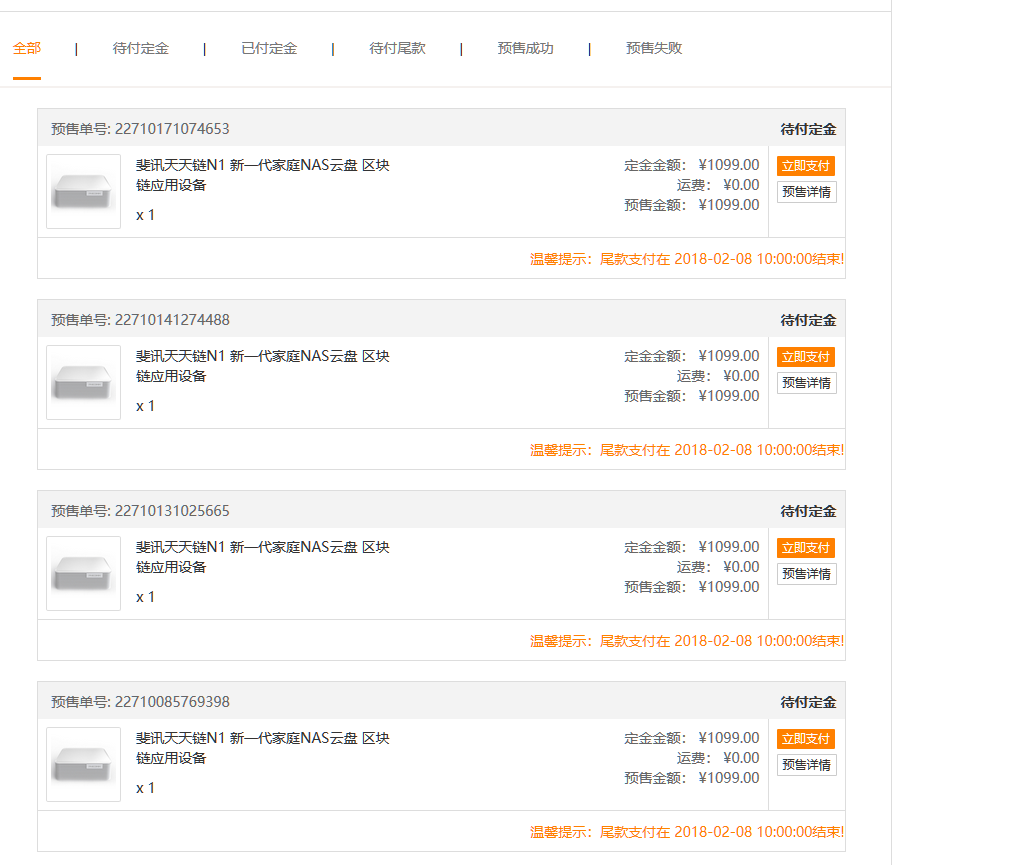 全部 | 待付定金 | 已付定金 | 待付尾款 | 预售成功 | 预售失败
预售单号: 22710171074653 待付定金
斐讯天天链N1 新一代家庭NAS云盘 区块 定金金额： ¥1099.00 立即支付
链应用设备 运费： ¥0.00 预售详情
预售金额： ¥1099.00
x 1
温馨提示：尾款支付在 2018-02-08 10:00:00结束!
预售单号: 22710141274488 待付定金
斐讯天天链N1 新一代家庭NAS云盘 区块 定金金额： ¥1099.00 立即支付
链应用设备 运费： ¥0.00 预售详情
预售金额： ¥1099.00
x 1
温馨提示：尾款支付在 2018-02-08 10:00:00结束!
预售单号: 22710131025665 待付定金
斐讯天天链N1 新一代家庭NAS云盘 区块 定金金额： ¥1099.00 立即支付
链应用设备 运费： ¥0.00 预售详情
预售金额： ¥1099.00
x 1
温馨提示：尾款支付在 2018-02-08 10:00:00结束!
预售单号: 22710085769398 待付定金
斐讯天天链N1 新一代家庭NAS云盘 区块 定金金额： ¥1099.00 立即支付
链应用设备 运费： ¥0.00 预售详情
预售金额： ¥1099.00
x 1
温馨提示：尾款支付在 2018-02-08 10:00:00结束!